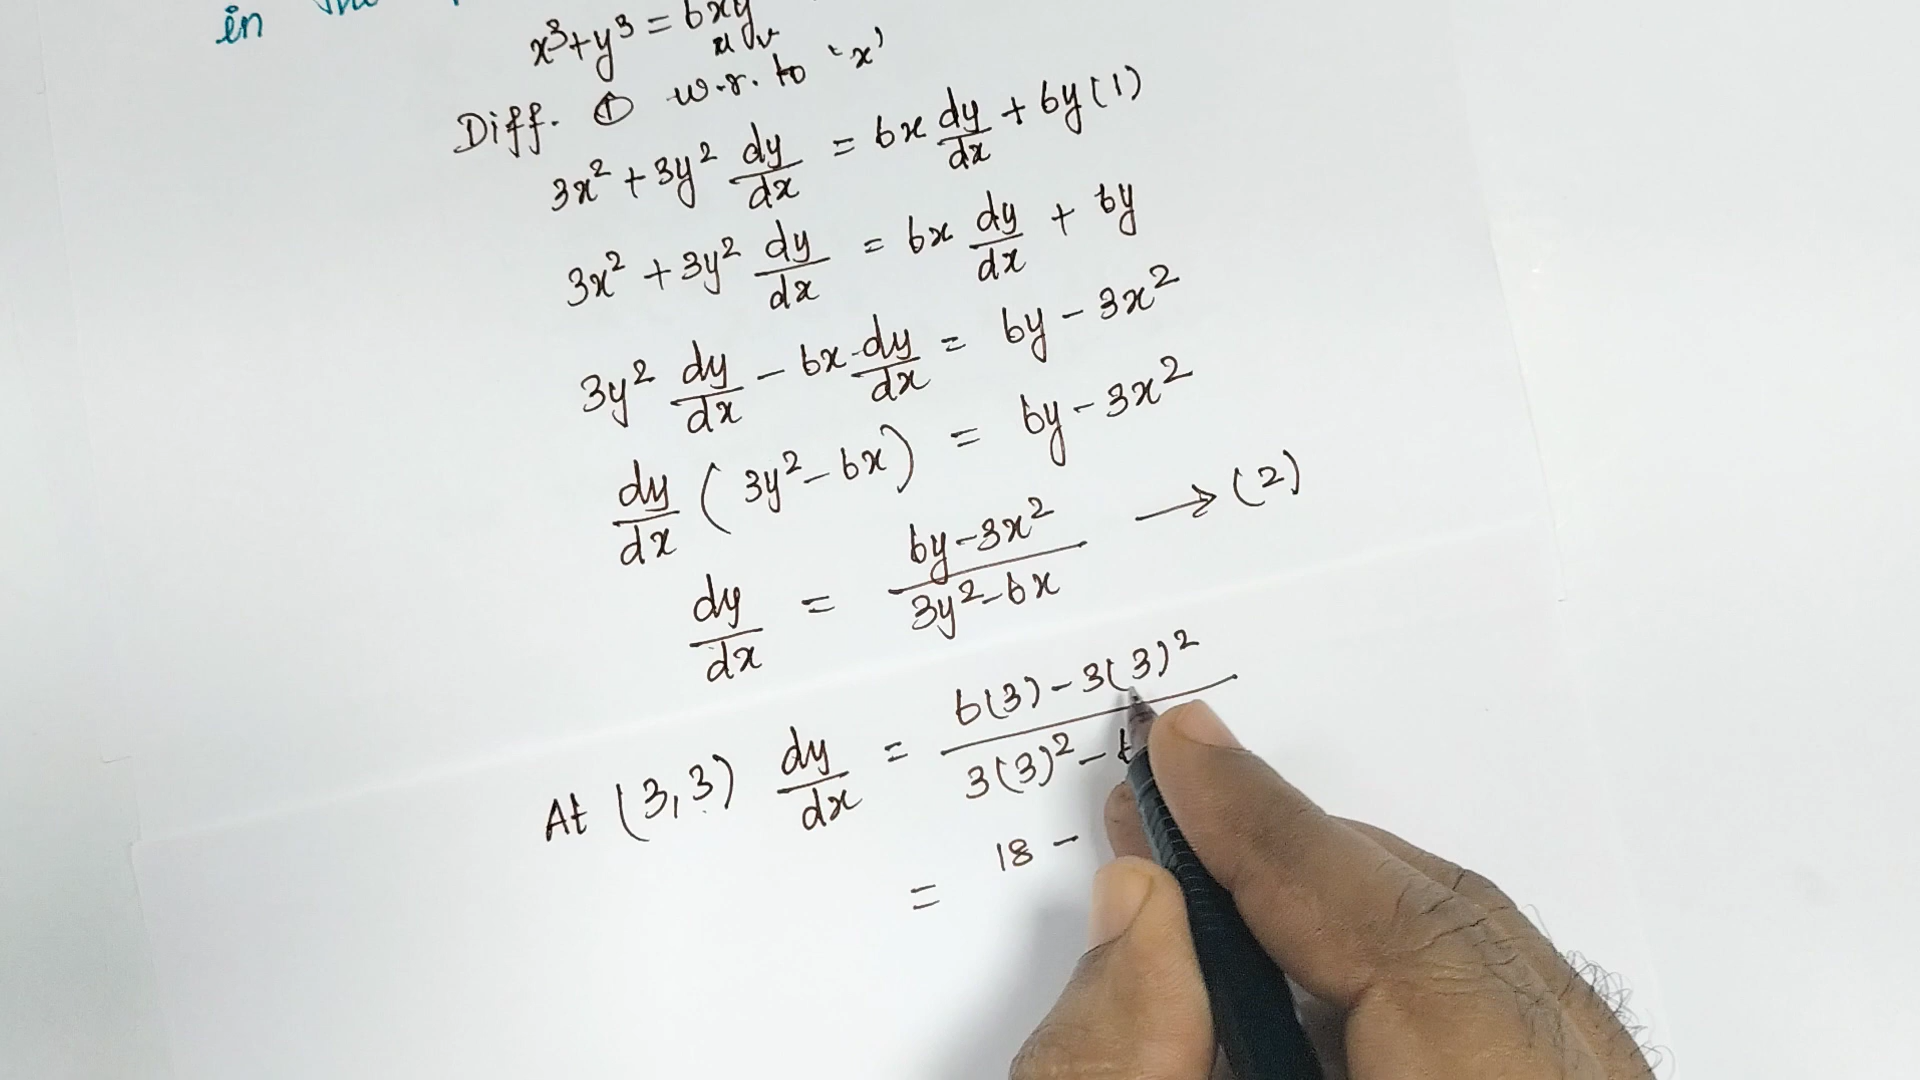 in the
x³+y³ = 6xy
u v
Diff. ① w.r. to 'x'
3x² + 3y² dy/dx = 6x dy/dx + 6y(1)
3x² + 3y² dy/dx = 6x dy/dx + 6y
3y² dy/dx - 6x dy/dx = 6y - 3x²
dy/dx (3y² - 6x) = 6y - 3x²
dy/dx = 6y - 3x² / 3y² - 6x → (2)
At (3,3) dy/dx = 6(3) - 3(3)² / 3(3)² -
= 18 -